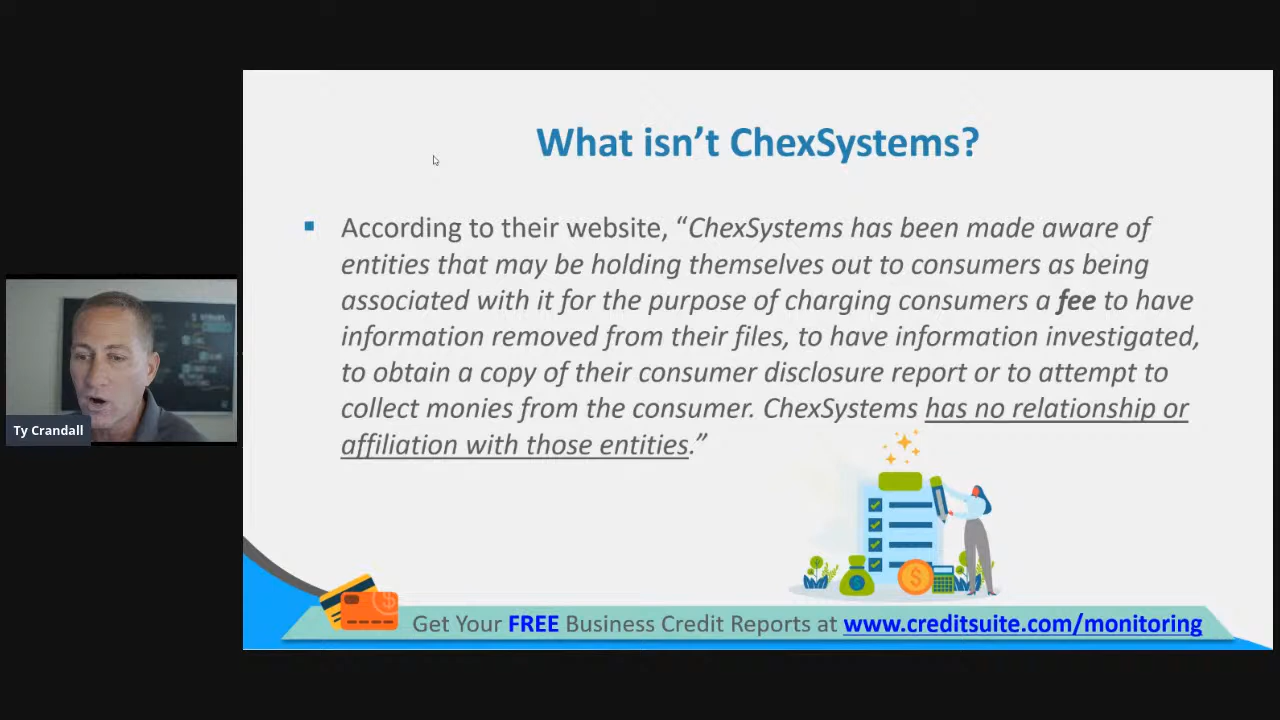 What isn’t ChexSystems?
According to their website, “ChexSystems has been made aware of
entities that may be holding themselves out to consumers as being
associated with it for the purpose of charging consumers a fee to have
information removed from their files, to have information investigated,
to obtain a copy of their consumer disclosure report or to attempt to
collect monies from the consumer. ChexSystems has no relationship or
affiliation with those entities.”
Ty Crandall
Get Your FREE Business Credit Reports at www.creditsuite.com/monitoring